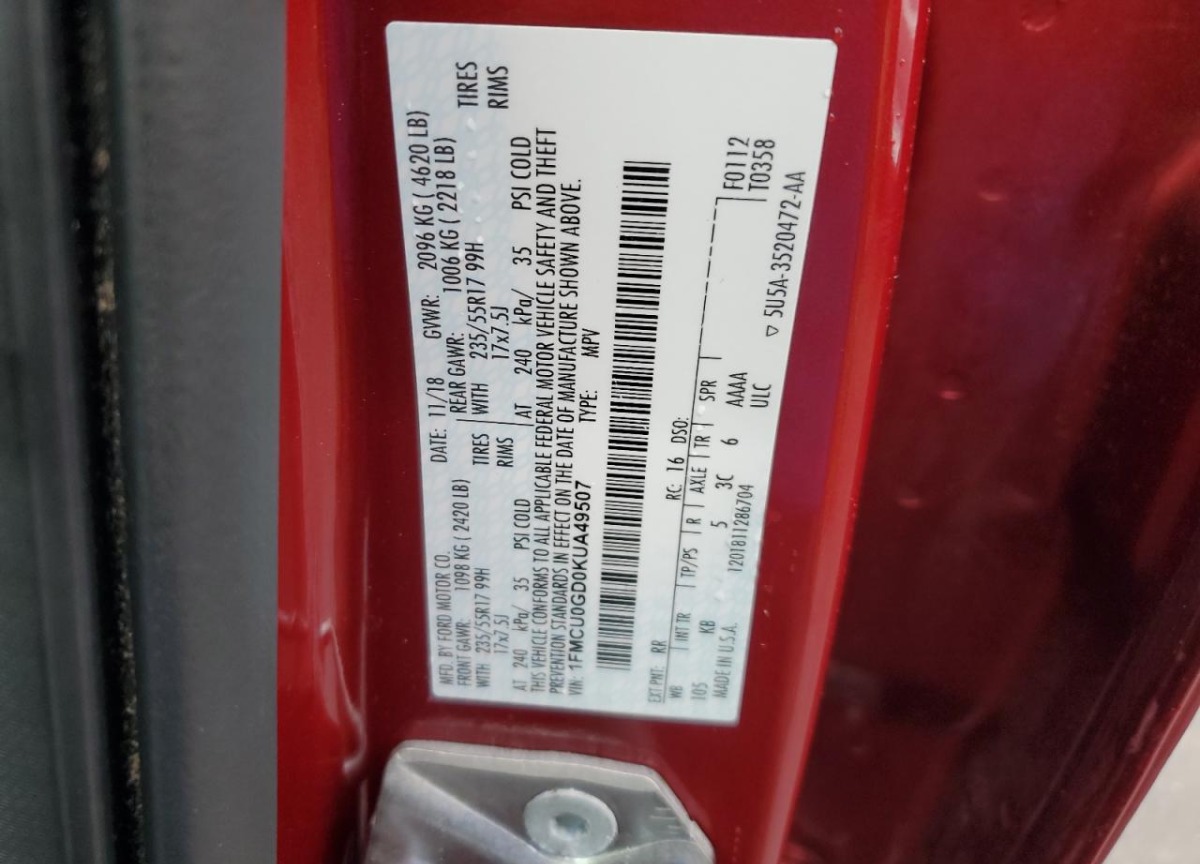 MFD. BY FORD MOTOR CO. DATE: 11/18 GVWR: 2096 KG ( 4620 LB)
FRONT GAWR: 1098 KG ( 2420 LB) REAR GAWR: 1006 KG ( 2218 LB)
WITH 235/55R17 99H TIRES WITH 235/55R17 99H TIRES
17x7.5J RIMS 17x7.5J RIMS
AT 240 kPa/ 35 PSI COLD AT 240 kPa/ 35 PSI COLD
THIS VEHICLE CONFORMS TO ALL APPLICABLE FEDERAL MOTOR VEHICLE SAFETY AND THEFT
PREVENTION STANDARDS IN EFFECT ON THE DATE OF MANUFACTURE SHOWN ABOVE.
VIN: 1FMCU0GD0KUA49507 TYPE: MPV
EXT PNT: RR RC: 16 DSO:
WB INT TR TP/PS R AXLE TR SPR F0112
105 KB 5 3C 6 AAAA T0358
MADE IN U.S.A. 1201811286704 ULC ▽ 5U5A-3520472-AA